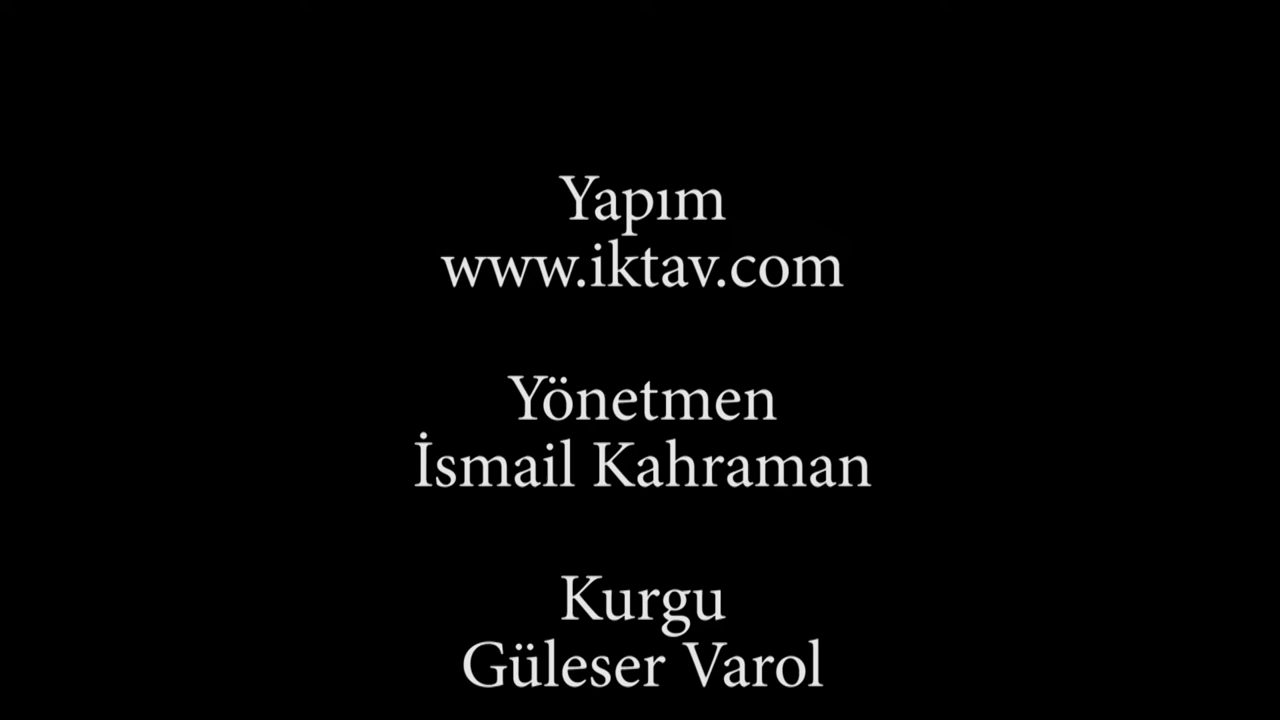 Yapım
www.iktav.com
Yönetmen
İsmail Kahraman
Kurgu
Güleser Varol